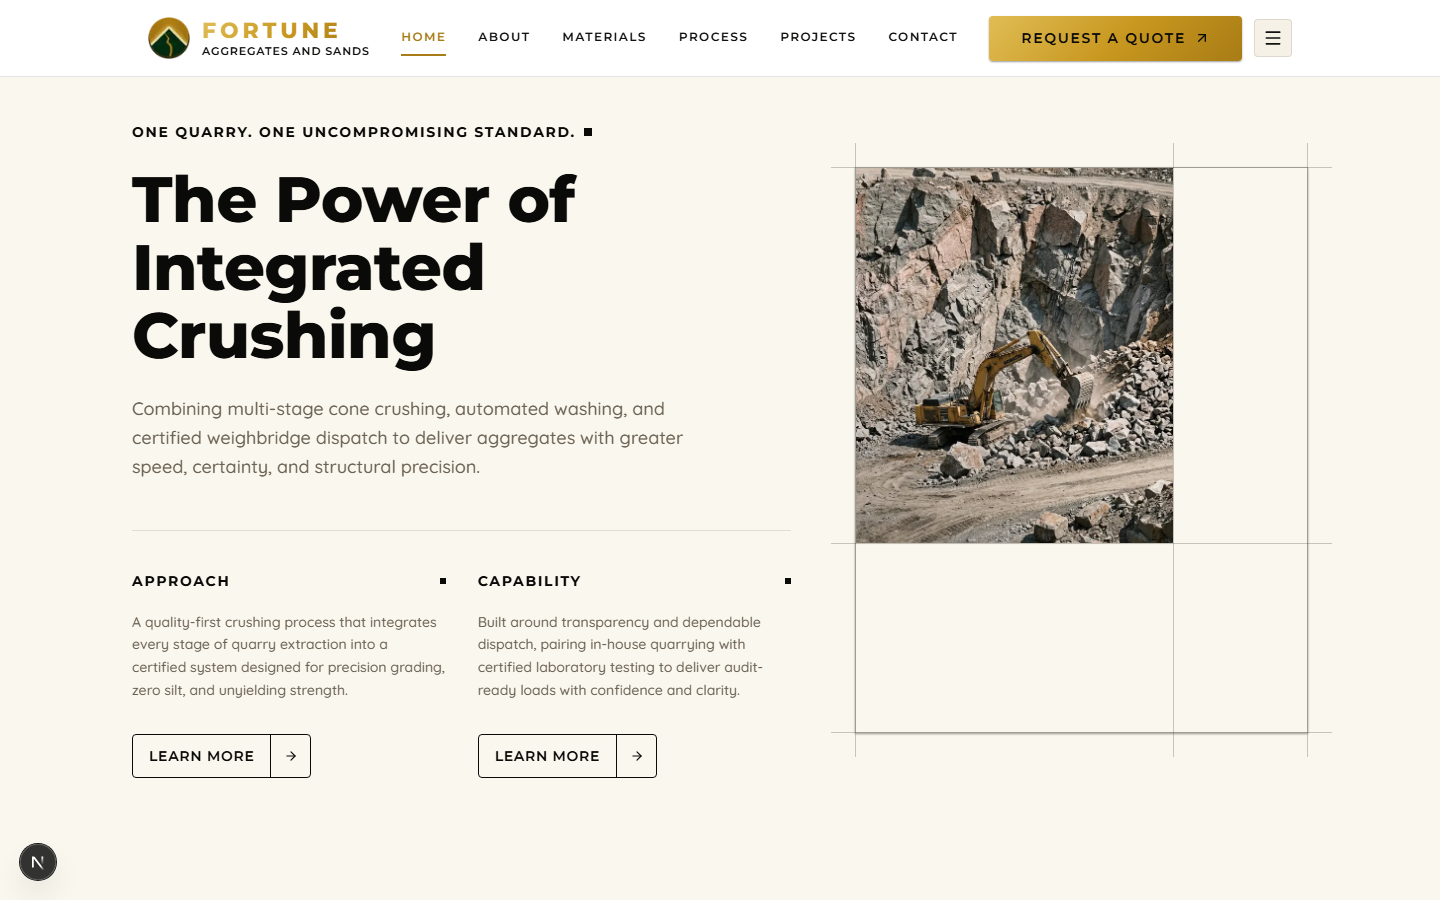 FORTUNE
AGGREGATES AND SANDS
HOME
ABOUT
MATERIALS
PROCESS
PROJECTS
CONTACT
REQUEST A QUOTE
ONE QUARRY. ONE UNCOMPROMISING STANDARD.
The Power of
Integrated
Crushing
Combining multi-stage cone crushing, automated washing, and
certified weighbridge dispatch to deliver aggregates with greater
speed, certainty, and structural precision.
APPROACH
A quality-first crushing process that integrates
every stage of quarry extraction into a
certified system designed for precision grading,
zero silt, and unyielding strength.
LEARN MORE
CAPABILITY
Built around transparency and dependable
dispatch, pairing in-house quarrying with
certified laboratory testing to deliver audit-
ready loads with confidence and clarity.
LEARN MORE
N